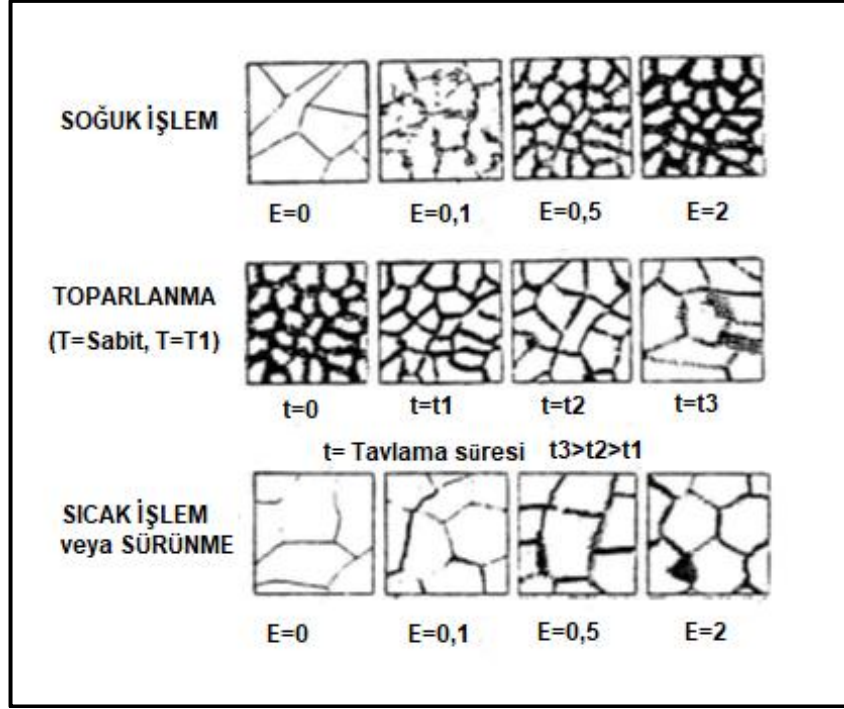 SOĞUK İŞLEM
E=0 E=0,1 E=0,5 E=2
TOPARLANMA
(T=Sabit, T=T1)
t=0 t=t1 t=t2 t=t3
t= Tavlama süresi t3>t2>t1
SICAK İŞLEM
veya SÜRÜNME
E=0 E=0,1 E=0,5 E=2